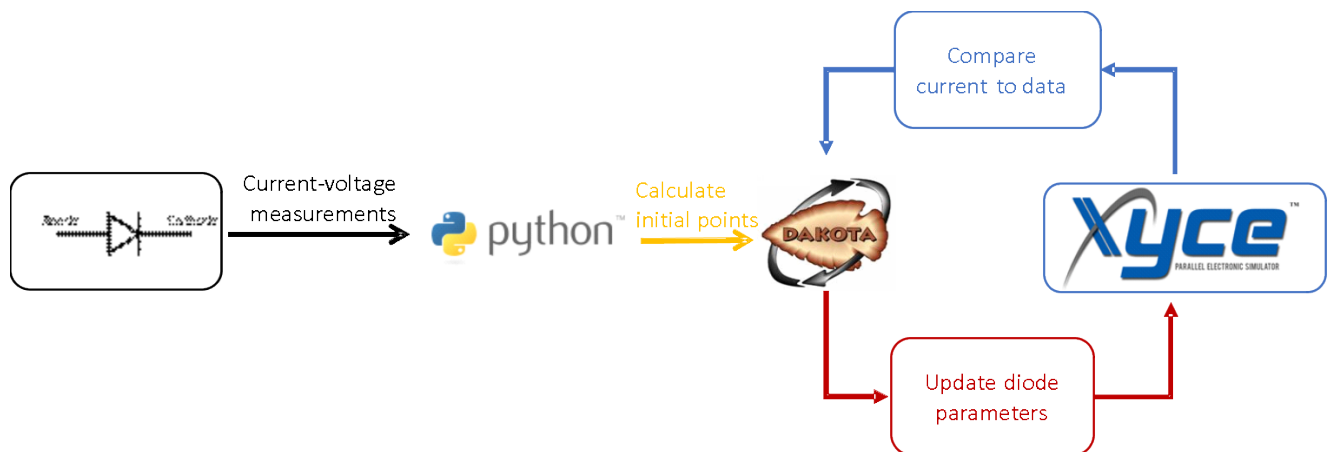 Compare
current to data
Current-voltage
measurements
Calculate
initial points
python™
DAKOTA
Xyce™
PARALLEL ELECTRONIC SIMULATOR
Update diode
parameters